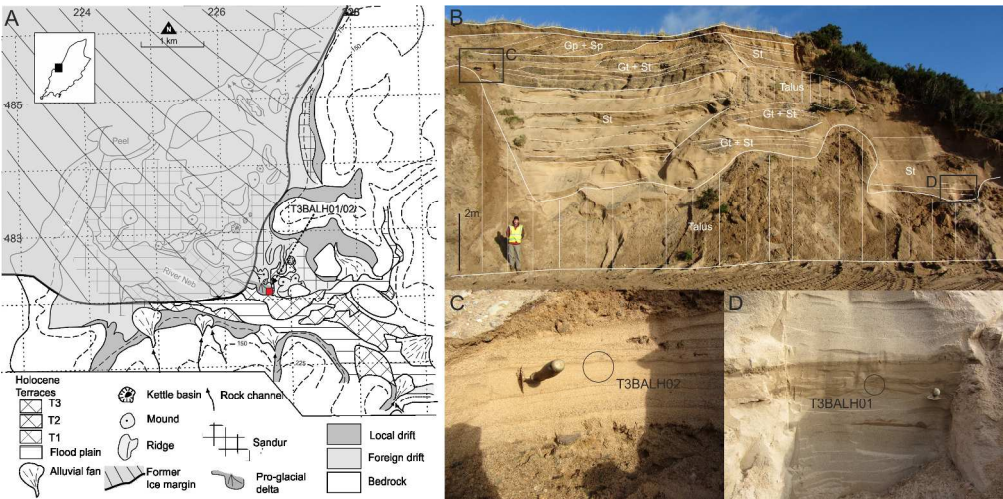 A
224
226
228
N
1 km
150
485
Peel
T3BALH01/02
483
River Neb
150
225
Holocene
Terraces
T3
T2
T1
Flood plain
Alluvial fan
Kettle basin
Mound
Ridge
Former
Ice margin
Rock channel
Sandur
Pro-glacial
delta
Local drift
Foreign drift
Bedrock
B
C
Gp + Sp
St
Gt + St
Talus
St
Gt + St
Gt + St
St
D
2m
Talus
C
T3BALH02
D
T3BALH01